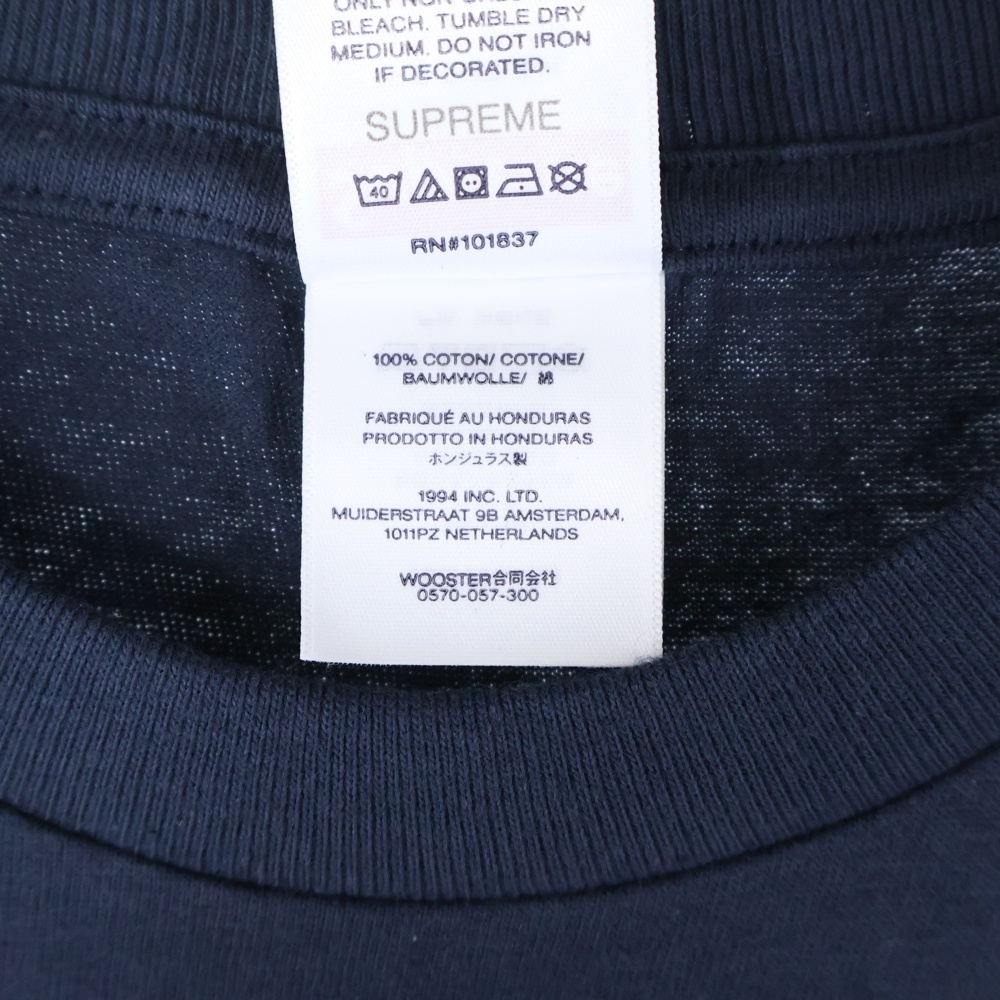 ONLY NON
BLEACH. TUMBLE DRY
MEDIUM. DO NOT IRON
IF DECORATED.
SUPREME
40
RN#101837
100% COTON/ COTONE/
BAUMWOLLE/ 綿
FABRIQUÉ AU HONDURAS
PRODOTTO IN HONDURAS
ホンジュラス製
1994 INC. LTD.
MUIDERSTRAAT 9B AMSTERDAM,
1011PZ NETHERLANDS
WOOSTER合同会社
0570-057-300